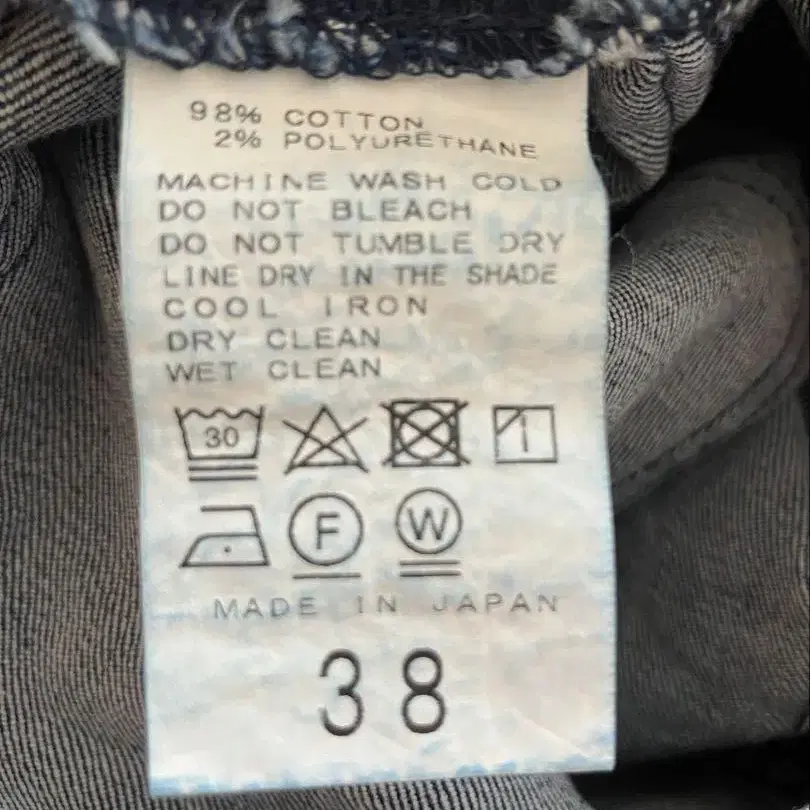 98% COTTON
2% POLYURETHANE
MACHINE WASH COLD
DO NOT BLEACH
DO NOT TUMBLE DRY
LINE DRY IN THE SHADE
COOL IRON
DRY CLEAN
WET CLEAN
30
F W
MADE IN JAPAN
38